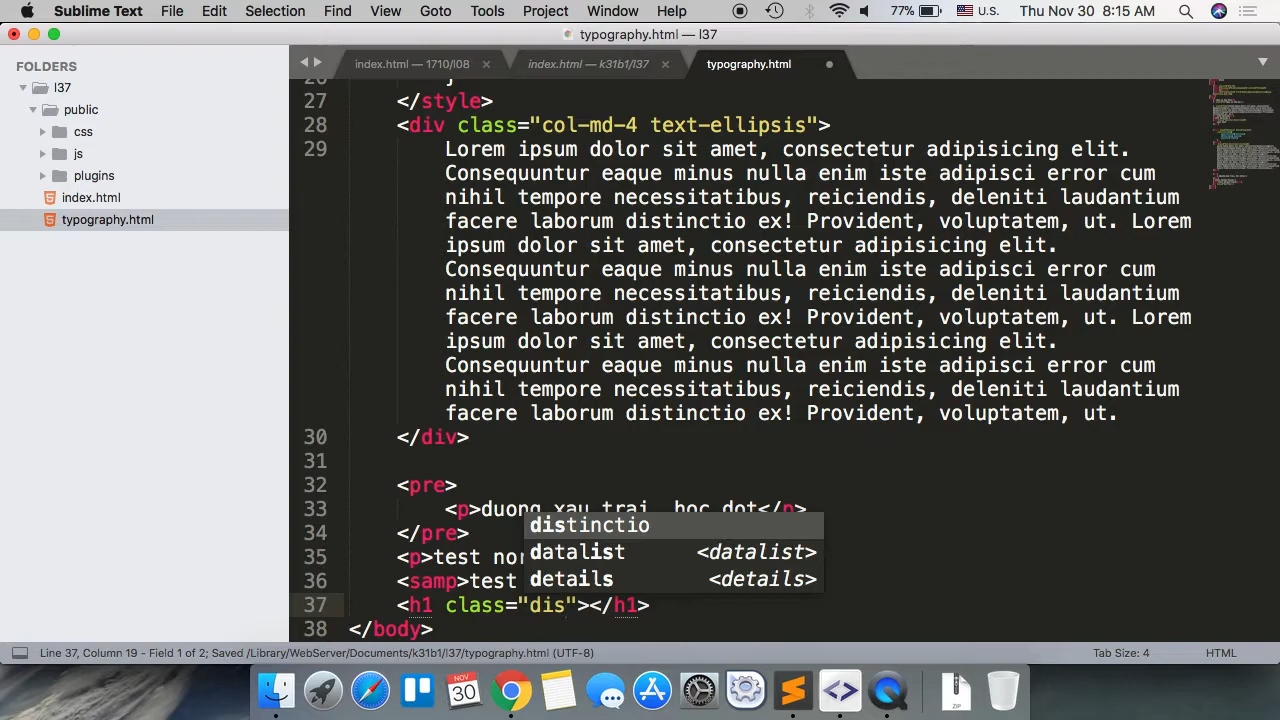 Sublime Text File Edit Selection Find View Goto Tools Project Window Help 77% U.S. Thu Nov 30 8:15 AM
typography.html — l37
FOLDERS
l37
public
css
js
plugins
index.html
typography.html
index.html — 1710/l08 index.html — k31b1/l37 typography.html
27 </style>
28 <div class="col-md-4 text-ellipsis">
29 Lorem ipsum dolor sit amet, consectetur adipisicing elit.
Consequuntur eaque minus nulla enim iste adipisci error cum
nihil tempore necessitatibus, reiciendis, deleniti laudantium
facere laborum distinctio ex! Provident, voluptatem, ut. Lorem
ipsum dolor sit amet, consectetur adipisicing elit.
Consequuntur eaque minus nulla enim iste adipisci error cum
nihil tempore necessitatibus, reiciendis, deleniti laudantium
facere laborum distinctio ex! Provident, voluptatem, ut. Lorem
ipsum dolor sit amet, consectetur adipisicing elit.
Consequuntur eaque minus nulla enim iste adipisci error cum
nihil tempore necessitatibus, reiciendis, deleniti laudantium
facere laborum distinctio ex! Provident, voluptatem, ut.
30 </div>
31
32 <pre>
33 <p>duong xau trai, hoc dot</p>
34 </pre>
35 <p>test nor
36 <samp>test
37 <h1 class="dis"></h1>
38 </body>
distinctio
datalist <datalist>
details <details>
Line 37, Column 19 - Field 1 of 2; Saved /Library/WebServer/Documents/k31b1/l37/typography.html (UTF-8) Tab Size: 4 HTML
NOV
30
ZIP